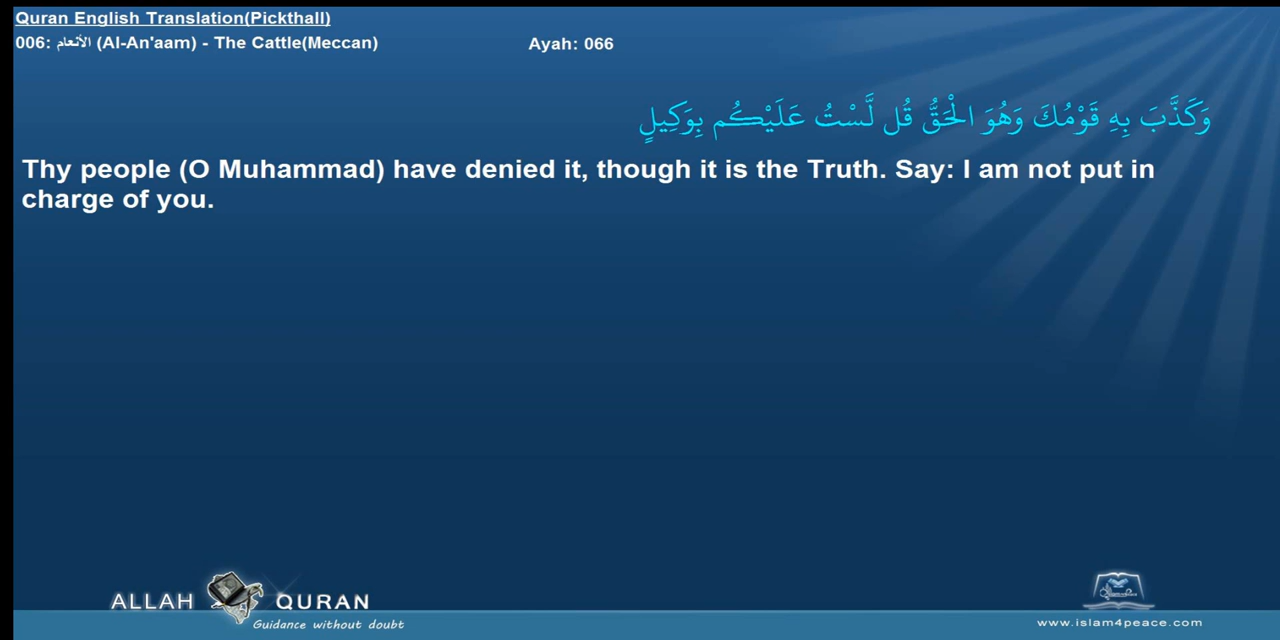 Quran English Translation(Pickthall)
006: الأنعام (Al-An'aam) - The Cattle(Meccan) Ayah: 066
وَكَذَّبَ بِهِ قَوْمُكَ وَهُوَ الْحَقُّ قُل لَّسْتُ عَلَيْكُم بِوَكِيلٍ
Thy people (O Muhammad) have denied it, though it is the Truth. Say: I am not put in
charge of you.
ALLAH QURAN
Guidance without doubt
www.islam4peace.com